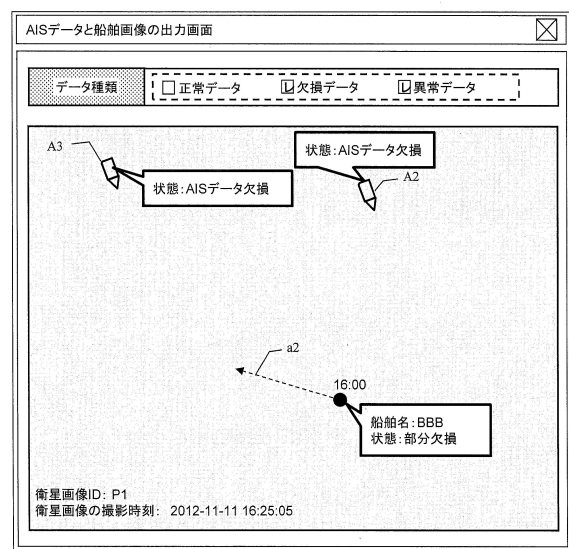 AISデータと船舶画像の出力画面
データ種類 正常データ 欠損データ 異常データ
A3
状態:AISデータ欠損
状態:AISデータ欠損
A2
a2
16:00
船舶名:BBB
状態:部分欠損
衛星画像ID: P1
衛星画像の撮影時刻: 2012-11-11 16:25:05